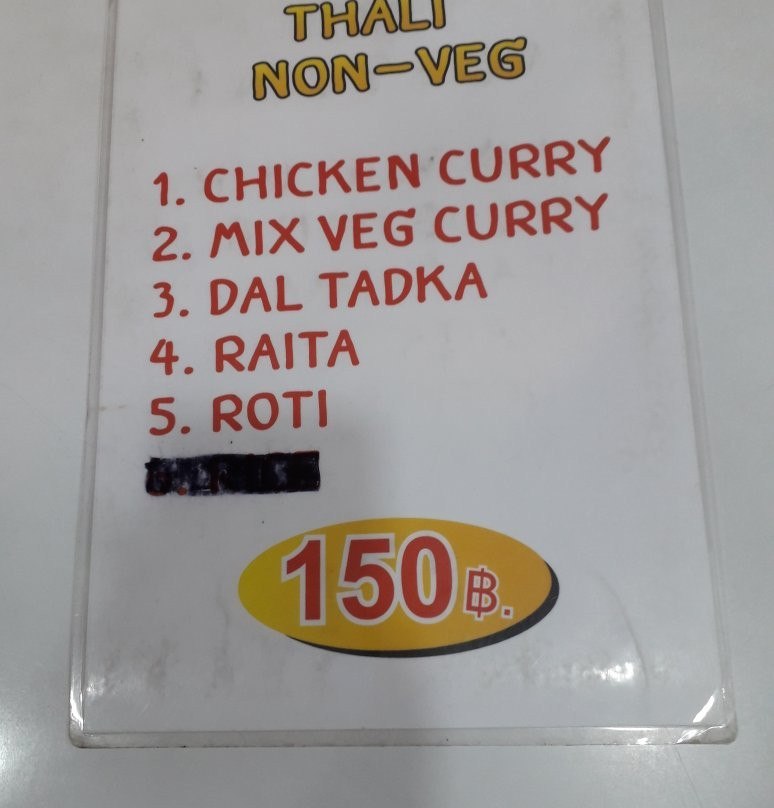 THALI
NON-VEG
1. CHICKEN CURRY
2. MIX VEG CURRY
3. DAL TADKA
4. RAITA
5. ROTI
150 ฿.